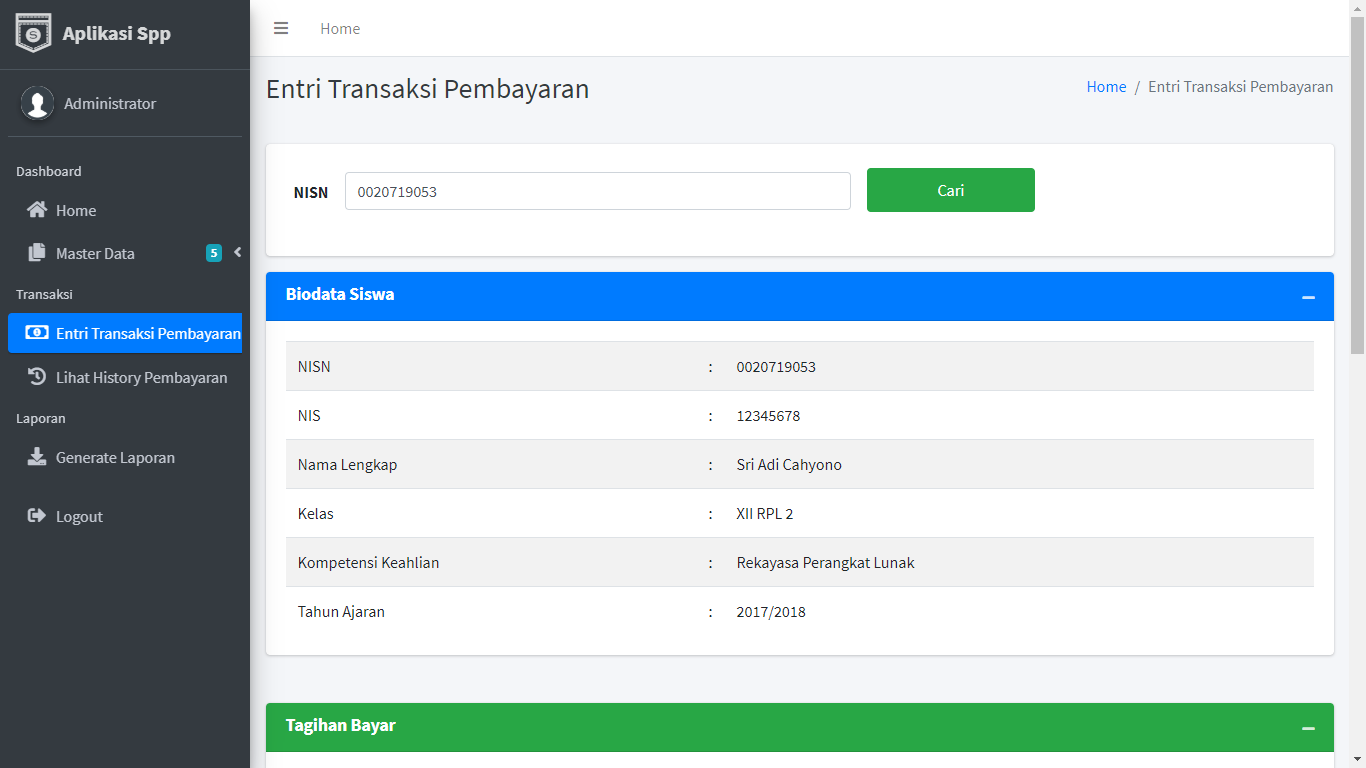 Aplikasi Spp
Administrator
Dashboard
Home
Master Data 5
Transaksi
Entri Transaksi Pembayaran
Lihat History Pembayaran
Laporan
Generate Laporan
Logout
Home
Entri Transaksi Pembayaran
Home / Entri Transaksi Pembayaran
NISN 0020719053 Cari
Biodata Siswa
NISN : 0020719053
NIS : 12345678
Nama Lengkap : Sri Adi Cahyono
Kelas : XII RPL 2
Kompetensi Keahlian : Rekayasa Perangkat Lunak
Tahun Ajaran : 2017/2018
Tagihan Bayar